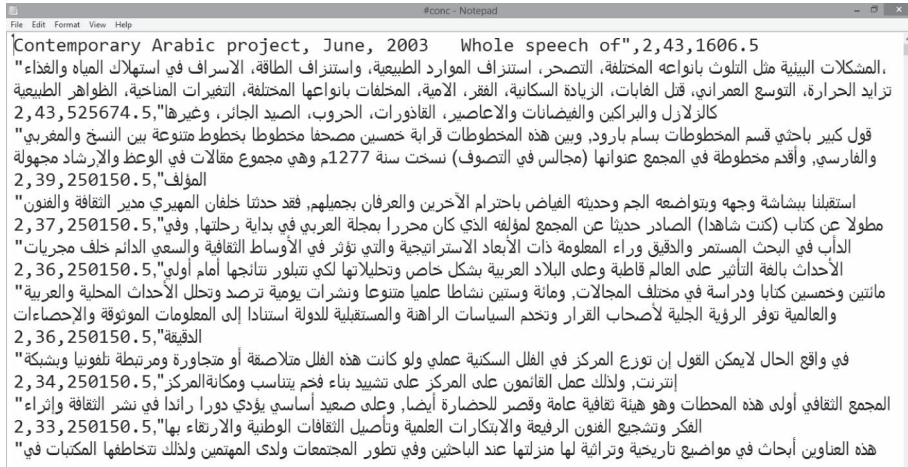 #conc - Notepad
File Edit Format View Help
Contemporary Arabic project, June, 2003 Whole speech of",2,43,1606.5
"المشكلات البيئية مثل التلوث بانواعه المختلفة، التصحر، استنزاف الموارد الطبيعية، واستنزاف الطاقة، الاسراف في استهلاك المياه والغذاء،
تزايد الحرارة، التوسع العمراني، قتل الغابات، الزيادة السكانية، الفقر، الامية، المخلفات بانواعها المختلفة، التغيرات المناخية، الظواهر الطبيعية
كالزلازل والبراكين والفيضانات والاعاصير، القاذورات، الحروب، الصيد الجائر، وغيرها",2,43,525674.5
"قول كبير باحثي قسم المخطوطات بسام بارود, وبين هذه المخطوطات قرابة خمسين مصحفا مخطوطا بخطوط متنوعة بين النسخ والمغربي
والفارسي, وأقدم مخطوطة في المجمع عنوانها (مجالس في التصوف) نسخت سنة 1277م وهي مجموع مقالات في الوعظ والإرشاد مجهولة
المؤلف",2,39,250150.5
"استقبلنا ببشاشة وجهه وبتواضعه الجم وحديثه الفياض باحترام الآخرين والعرفان بجميلهم, فقد حدثنا خلفان المهيري مدير الثقافة والفنون
مطولا عن كتاب (كنت شاهدا) الصادر حديثا عن المجمع لمؤلفه الذي كان محررا بمجلة العربي في بداية رحلتها, وفي",2,37,250150.5
"الدأب في البحث المستمر والدقيق وراء المعلومة ذات الأبعاد الاستراتيجية والتي تؤثر في الأوساط الثقافية والسعي الدائم خلف مجريات
الأحداث بالغة التأثير على العالم قاطبة وعلى البلاد العربية بشكل خاص وتحليلاتها لكي نتبلور نتائجها أمام أولي",2,36,250150.5
"مائتين وخمسين كتابا ودراسة في مختلف المجالات, ومائة وستين نشاطا علميا متنوعا ونشرات يومية ترصد وتحلل الأحداث المحلية والعربية
والعالمية توفر الرؤية الجلية لأصحاب القرار وتخدم السياسات الراهنة والمستقبلية للدولة استنادا إلى المعلومات الموثوقة والإحصاءات
الدقيقة",2,36,250150.5
"في واقع الحال لايمكن القول إن توزع المركز في الفلل السكنية عملي ولو كانت هذه الفلل متلاصقة أو متجاورة ومرتبطة تلفونيا وبشبكة
إنترنت, ولذلك عمل القائمون على المركز على تشييد بناء فخم يتناسب ومكانةالمركز",2,34,250150.5
"المجمع الثقافي أولى هذه المحطات وهو هيئة ثقافية عامة وقصر للحضارة أيضا, وعلى صعيد أساسي يؤدي دورا رائدا في نشر الثقافة وإثراء
الفكر وتشجيع الفنون الرفيعة والابتكارات العلمية وتأصيل الثقافات الوطنية والارتقاء بها",2,33,250150.5
"هذه العناوين أبحاث في مواضيع تاريخية وتراثية لها منزلتها عند الباحثين وفي تطور المجتمعات ولدى المهتمين ولذلك نتخاطفها المكتبات في